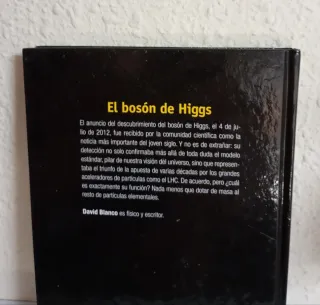 El bosón de Higgs
El anuncio del descubrimiento del bosón de Higgs, el 4 de ju-
lio de 2012, fue recibido por la comunidad científica como la
noticia más importante del joven siglo. Y no es de extrañar: su
detección no solo confirmaba más allá de toda duda el modelo
estándar, pilar de nuestra visión del universo, sino que represen-
taba el triunfo de la apuesta de varias décadas por los grandes
aceleradores de partículas como el LHC. De acuerdo, pero ¿cuál
es exactamente su función? Nada menos que dotar de masa al
resto de partículas elementales.
David Blanco es físico y escritor.